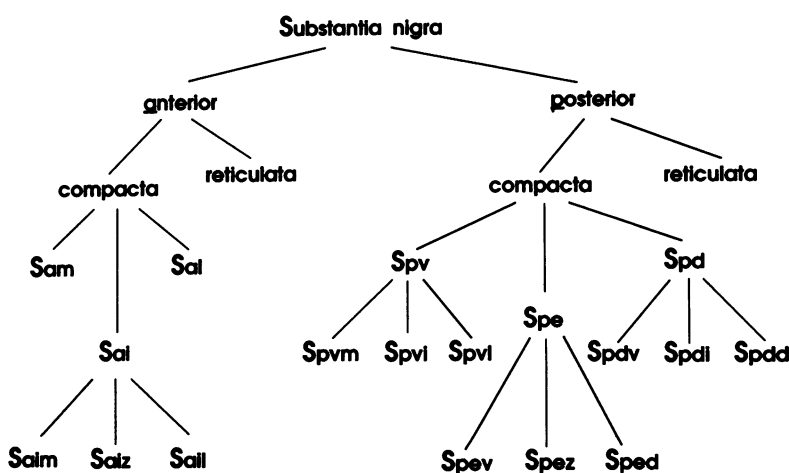 Substantia nigra
anterior
posterior
compacta
reticulata
compacta
reticulata
Sam
Sal
Spv
Spd
Spe
Sai
Spvm
Spvi
Spvl
Spdv
Spdi
Spdd
Saim
Saiz
Sail
Spev
Spez
Sped